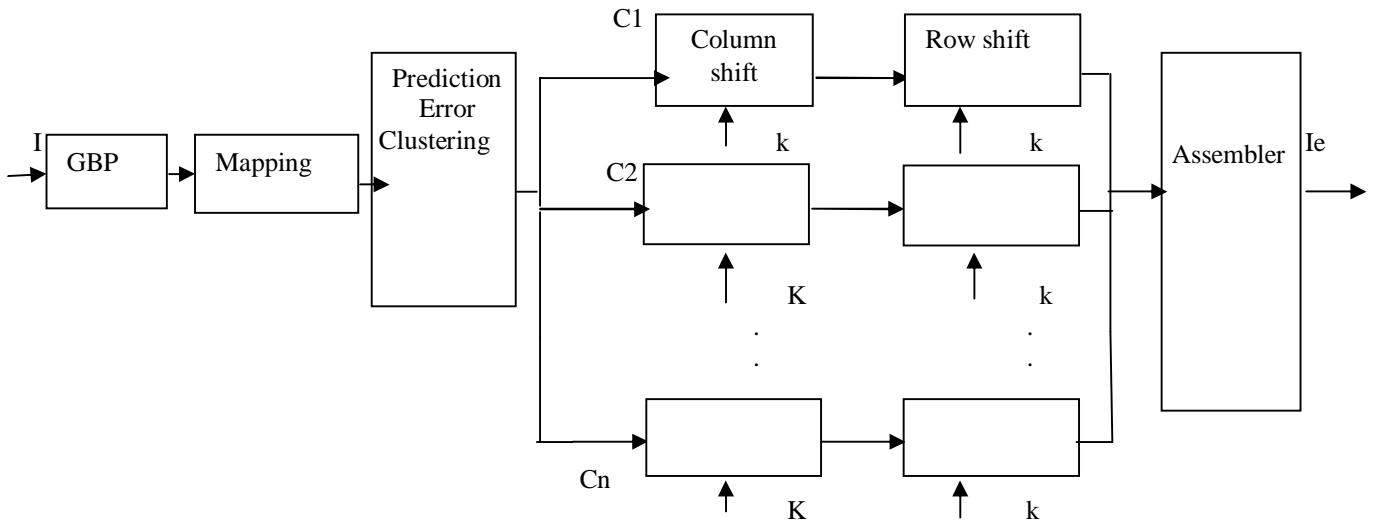 I
GBP
Mapping
Prediction
Error
Clustering
C1
Column
shift
Row shift
k
k
C2
K
k
.
.
.
.
Cn
K
k
Assembler
Ie